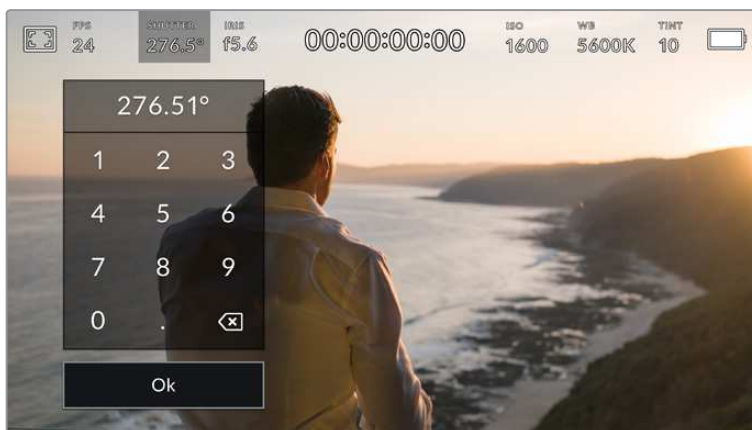 FPS SHUTTER IRIS ISO WB TINT
24 276.5° f5.6 00:00:00:00 1600 5600K 10
276.51°
1 2 3
4 5 6
7 8 9
0 .
Ok